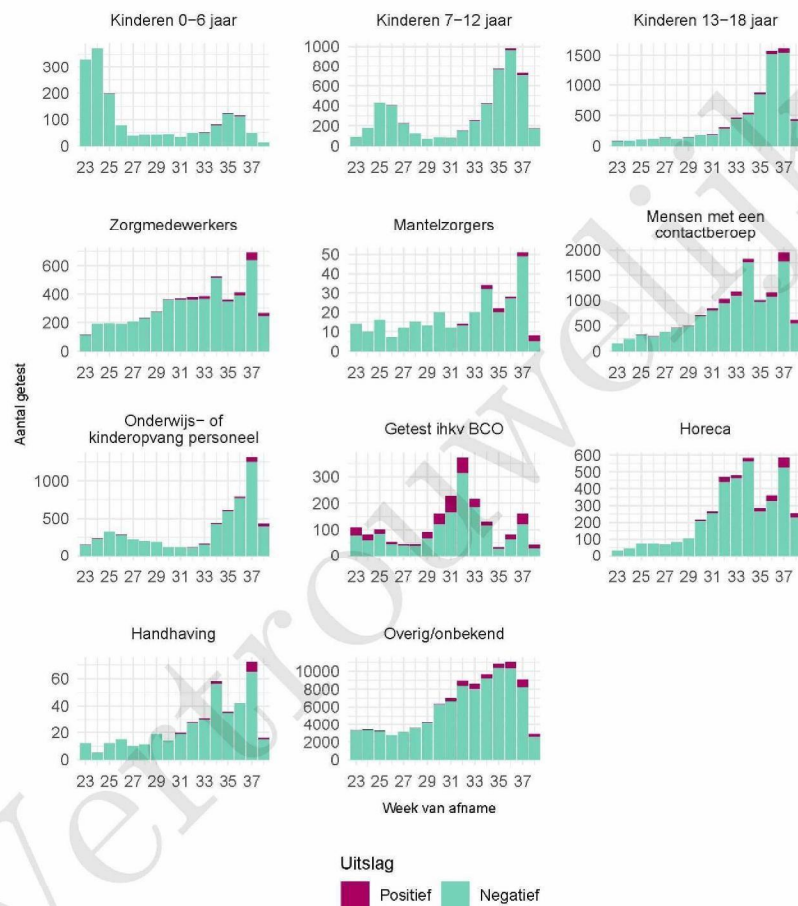 Kinderen 0−6 jaar
Kinderen 7−12 jaar
Kinderen 13−18 jaar
300
200
100
0
23 25 27 29 31 33 35 37
1000
800
600
400
200
0
23 25 27 29 31 33 35 37
1500
1000
500
0
23 25 27 29 31 33 35 37
Zorgmedewerkers
Mantelzorgers
Mensen met een
contactberoep
600
400
200
0
23 25 27 29 31 33 35 37
50
40
30
20
10
0
23 25 27 29 31 33 35 37
2000
1500
1000
500
0
23 25 27 29 31 33 35 37
Aantal getest
Onderwijs− of
kinderopvang personeel
Getest ihkv BCO
Horeca
1000
500
0
23 25 27 29 31 33 35 37
300
200
100
0
23 25 27 29 31 33 35 37
600
500
400
300
200
100
0
23 25 27 29 31 33 35 37
Handhaving
Overig/onbekend
60
40
20
0
23 25 27 29 31 33 35 37
10000
8000
6000
4000
2000
0
23 25 27 29 31 33 35 37
Week van afname
Uitslag
Positief Negatief
Vertrouwelijk